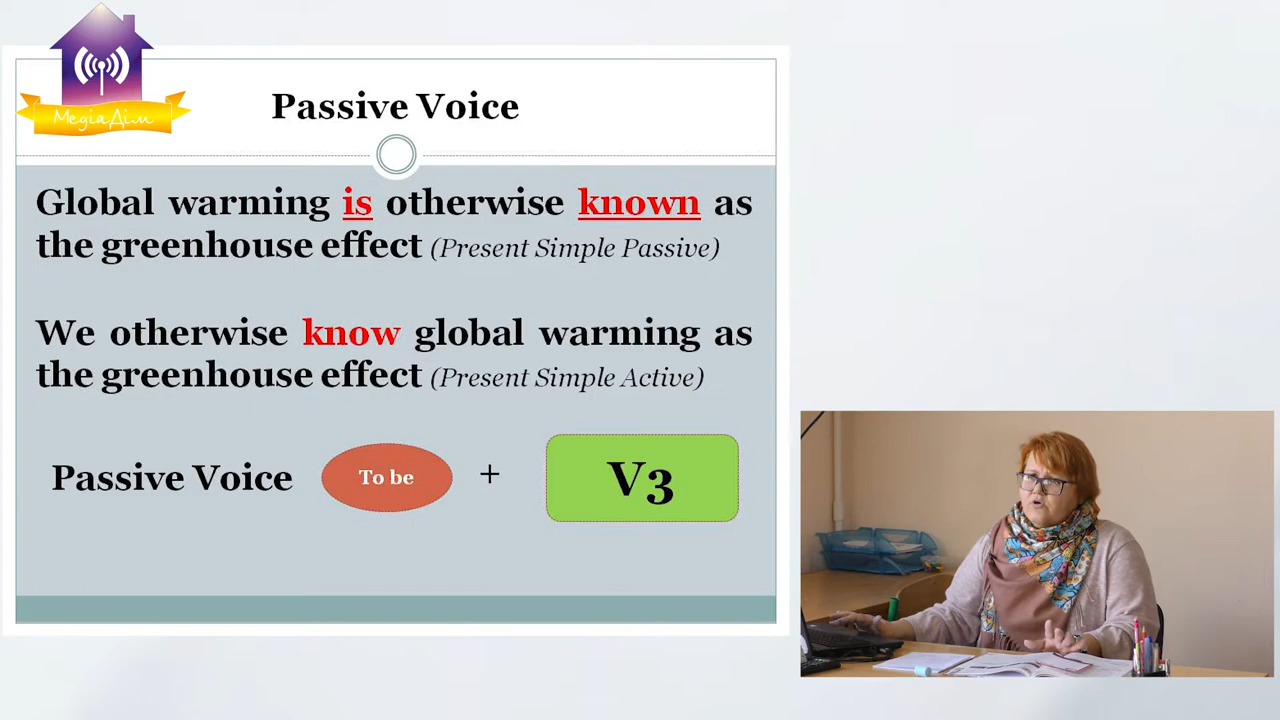 МедіаДім
Passive Voice
Global warming is otherwise known as
the greenhouse effect (Present Simple Passive)
We otherwise know global warming as
the greenhouse effect (Present Simple Active)
Passive Voice To be + V3